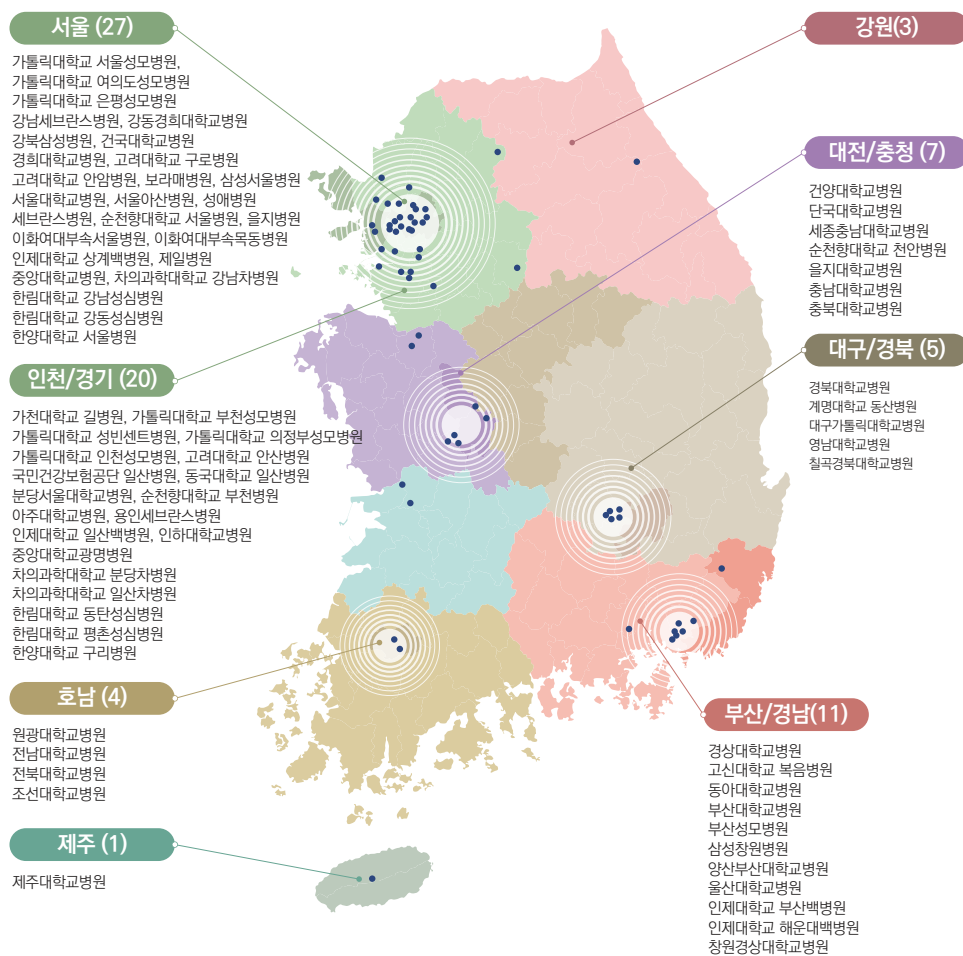 서울 (27)
가톨릭대학교 서울성모병원,
가톨릭대학교 여의도성모병원
가톨릭대학교 은평성모병원
강남세브란스병원, 강동경희대학교병원
강북삼성병원, 건국대학교병원
경희대학교병원, 고려대학교 구로병원
고려대학교 안암병원, 보라매병원, 삼성서울병원
서울대학교병원, 서울아산병원, 성애병원
세브란스병원, 순천향대학교 서울병원, 을지병원
이화여대부속서울병원, 이화여대부속목동병원
인제대학교 상계백병원, 제일병원
중앙대학교병원, 차의과학대학교 강남차병원
한림대학교 강남성심병원
한림대학교 강동성심병원
한양대학교 서울병원
인천/경기 (20)
가천대학교 길병원, 가톨릭대학교 부천성모병원
가톨릭대학교 성빈센트병원, 가톨릭대학교 의정부성모병원
가톨릭대학교 인천성모병원, 고려대학교 안산병원
국민건강보험공단 일산병원, 동국대학교 일산병원
분당서울대학교병원, 순천향대학교 부천병원
아주대학교병원, 용인세브란스병원
인제대학교 일산백병원, 인하대학교병원
중앙대학교광명병원
차의과학대학교 분당차병원
차의과학대학교 일산차병원
한림대학교 동탄성심병원
한림대학교 평촌성심병원
한양대학교 구리병원
호남 (4)
원광대학교병원
전남대학교병원
전북대학교병원
조선대학교병원
제주 (1)
제주대학교병원
강원(3)
대전/충청 (7)
건양대학교병원
단국대학교병원
세종충남대학교병원
순천향대학교 천안병원
을지대학교병원
충남대학교병원
충북대학교병원
대구/경북 (5)
경북대학교병원
계명대학교 동산병원
대구가톨릭대학교병원
영남대학교병원
칠곡경북대학교병원
부산/경남(11)
경상대학교병원
고신대학교 복음병원
동아대학교병원
부산대학교병원
부산성모병원
삼성창원병원
양산부산대학교병원
울산대학교병원
인제대학교 부산백병원
인제대학교 해운대백병원
창원경상대학교병원